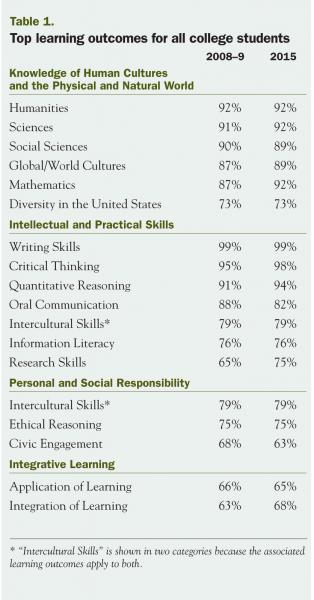 Table 1.
Top learning outcomes for all college students
2008–9 2015
Knowledge of Human Cultures
and the Physical and Natural World
Humanities 92% 92%
Sciences 91% 92%
Social Sciences 90% 89%
Global/World Cultures 87% 89%
Mathematics 87% 92%
Diversity in the United States 73% 73%
Intellectual and Practical Skills
Writing Skills 99% 99%
Critical Thinking 95% 98%
Quantitative Reasoning 91% 94%
Oral Communication 88% 82%
Intercultural Skills* 79% 79%
Information Literacy 76% 76%
Research Skills 65% 75%
Personal and Social Responsibility
Intercultural Skills* 79% 79%
Ethical Reasoning 75% 75%
Civic Engagement 68% 63%
Integrative Learning
Application of Learning 66% 65%
Integration of Learning 63% 68%
* “Intercultural Skills” is shown in two categories because the associated
learning outcomes apply to both.